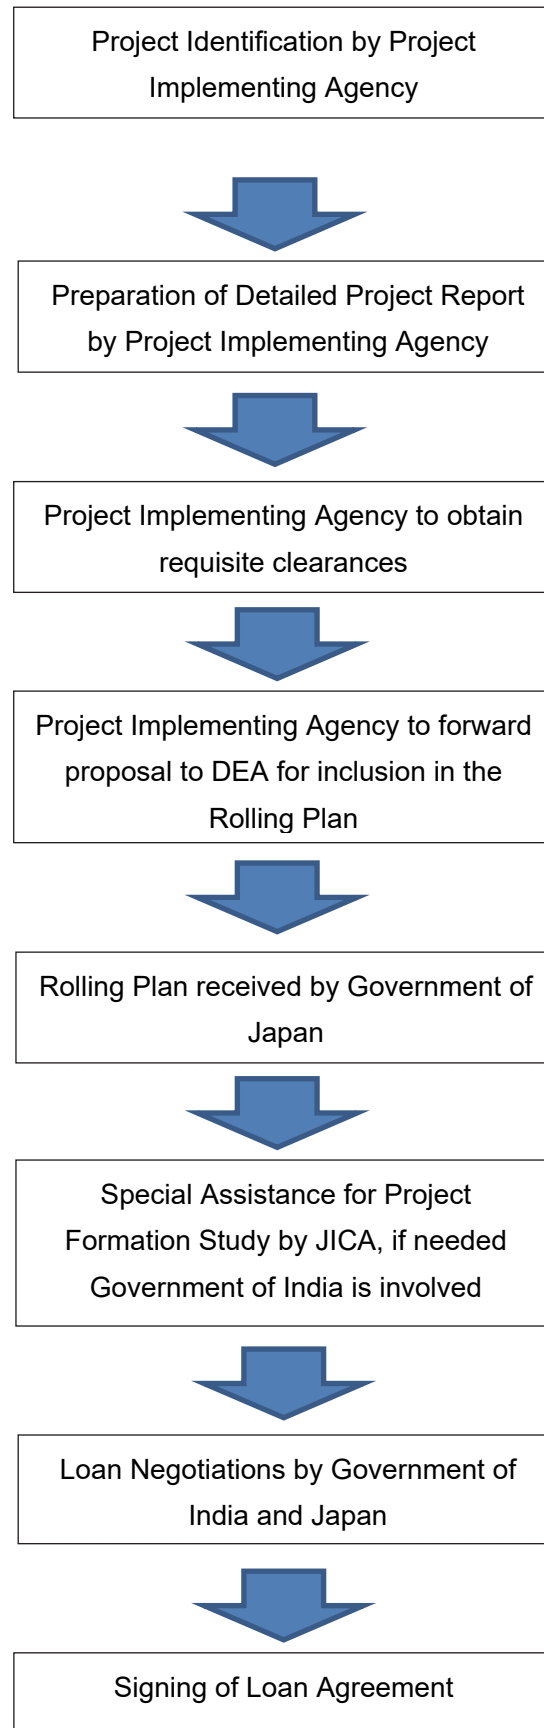 Project Identification by Project
Implementing Agency
Preparation of Detailed Project Report
by Project Implementing Agency
Project Implementing Agency to obtain
requisite clearances
Project Implementing Agency to forward
proposal to DEA for inclusion in the
Rolling Plan
Rolling Plan received by Government of
Japan
Special Assistance for Project
Formation Study by JICA, if needed
Government of India is involved
Loan Negotiations by Government of
India and Japan
Signing of Loan Agreement